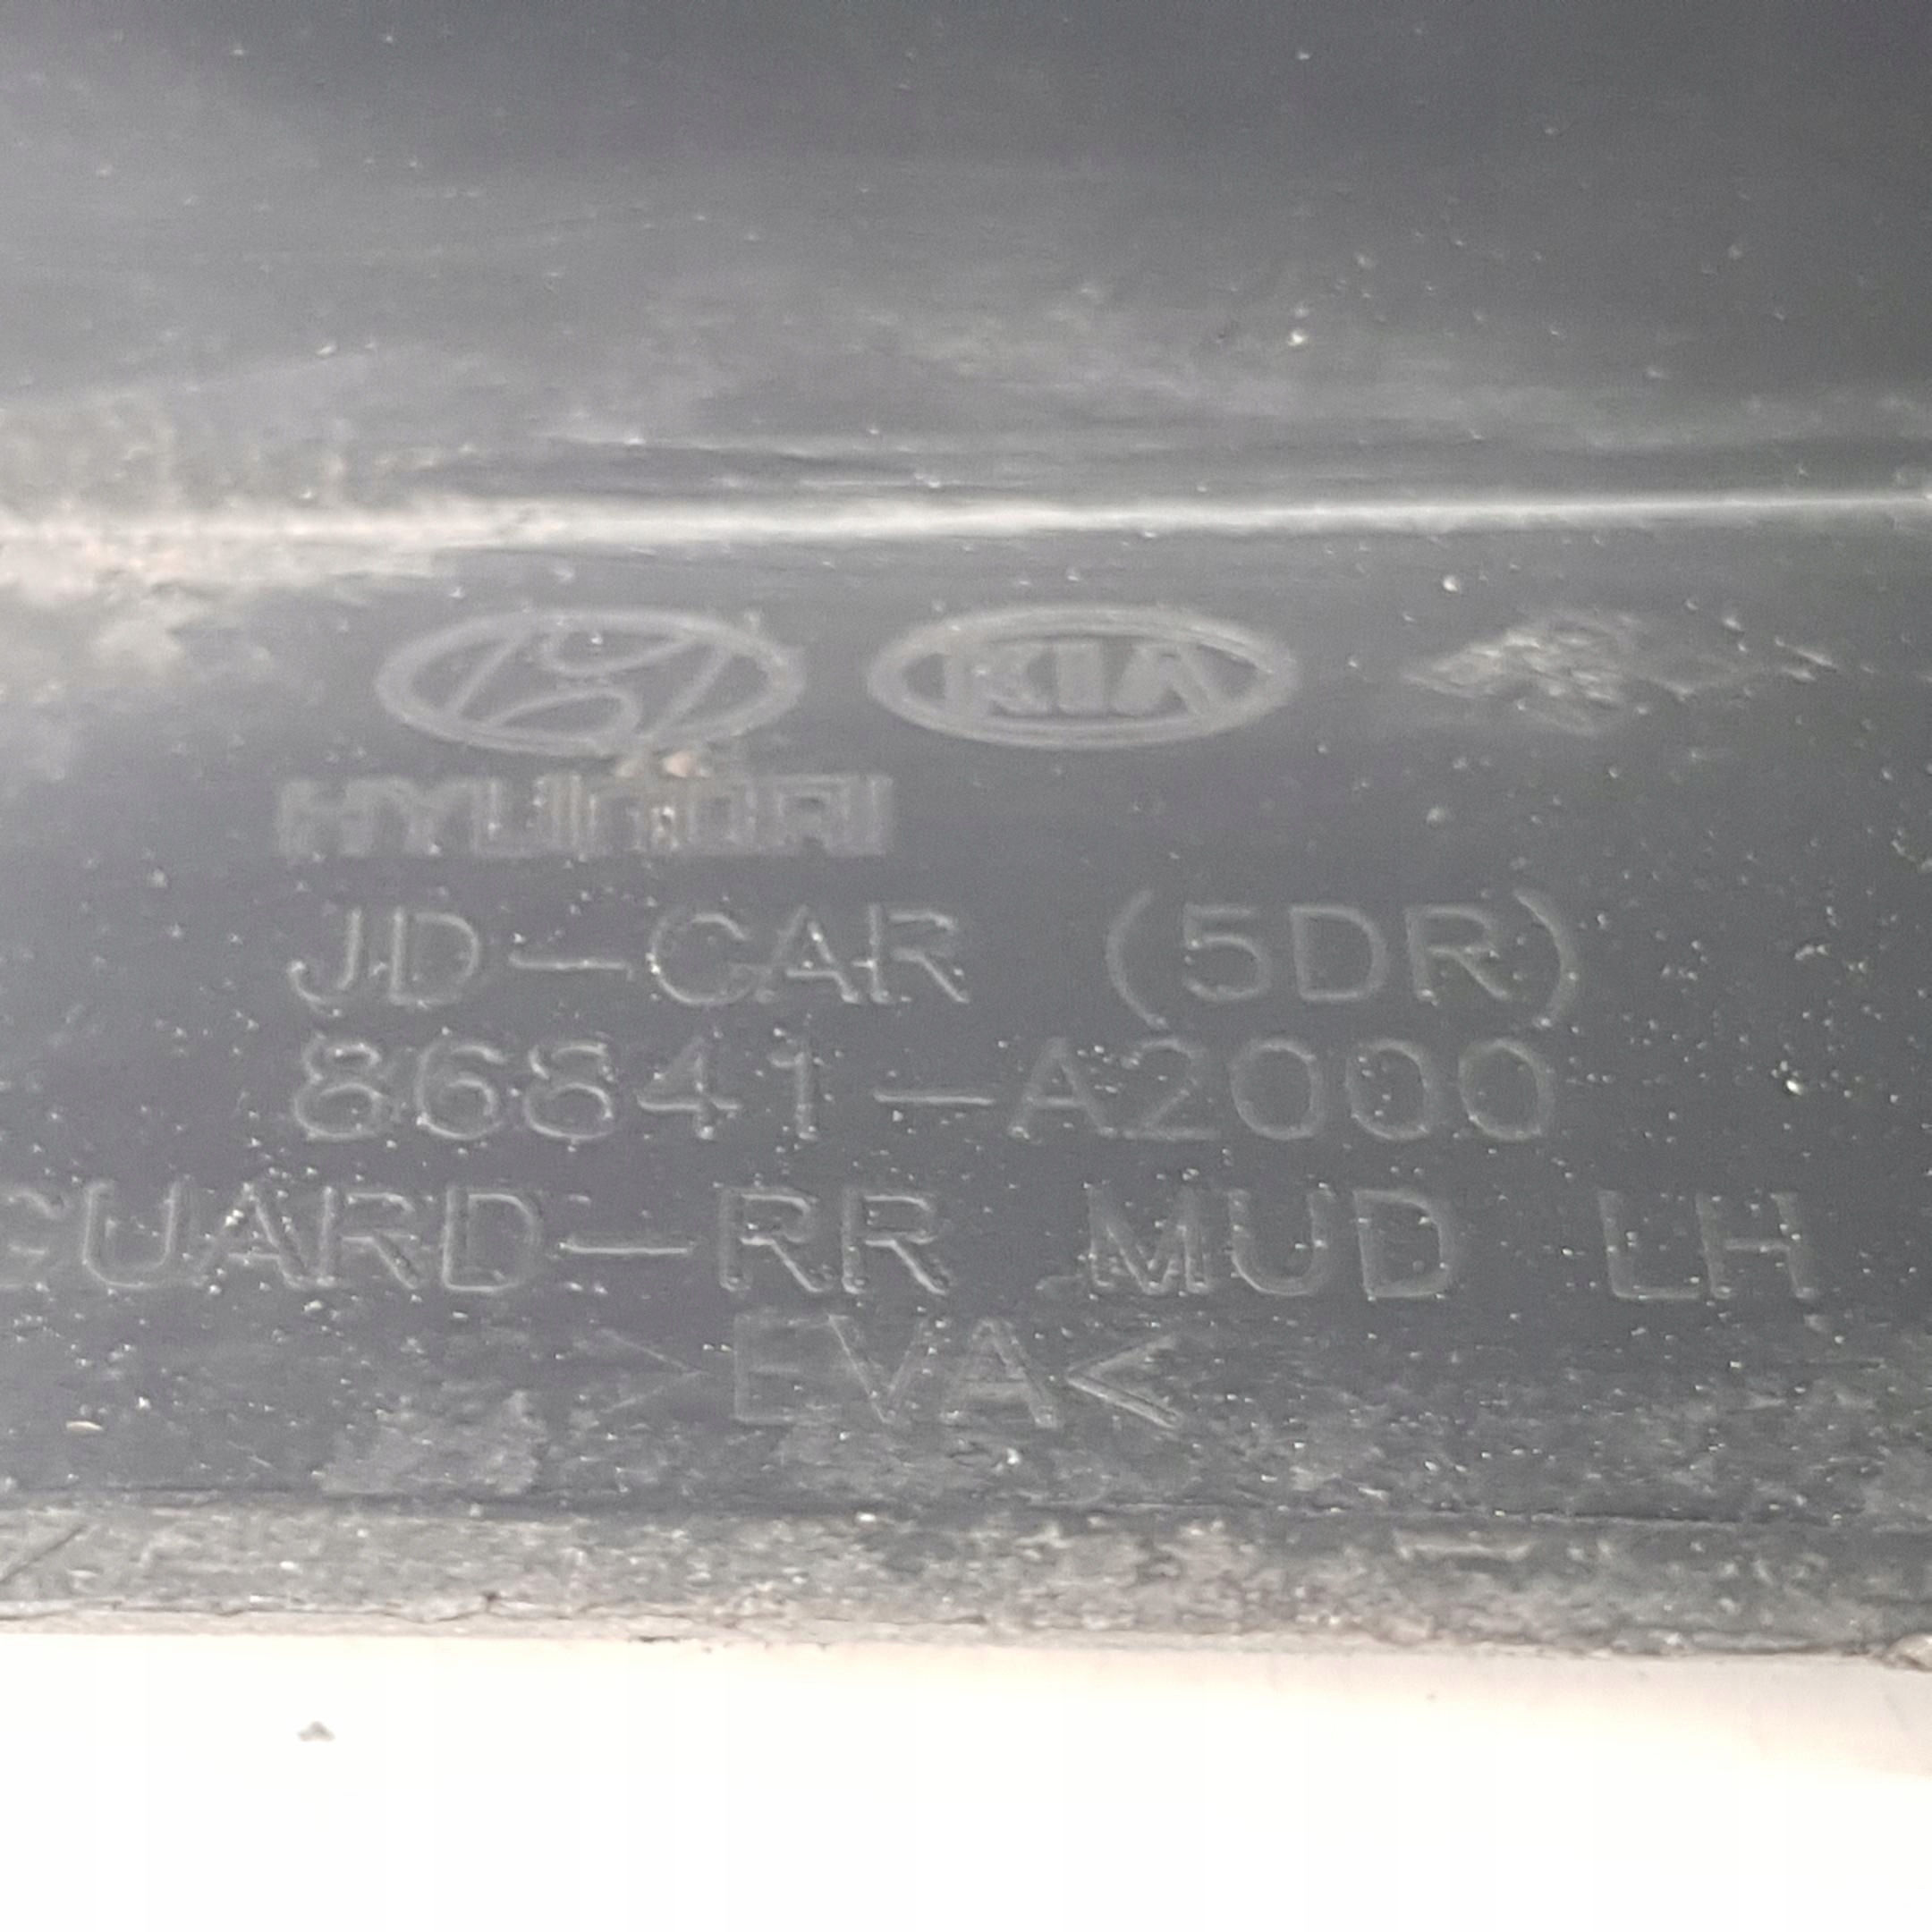 KIA
HYUNDAI
JD-CAR (5DR)
86841-A2000
GUARD-RR MUD LH
>EVA<